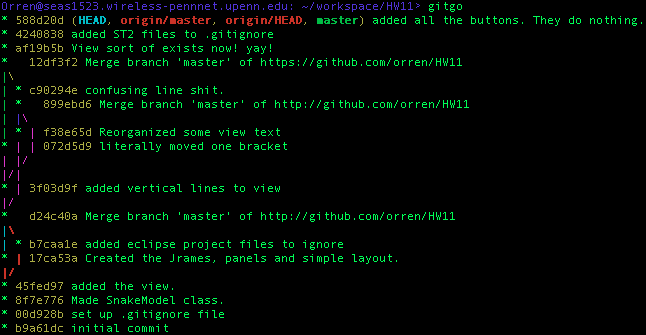 Orren@seas1523.wireless-pennnet.upenn.edu: ~/workspace/HW11> gitgo
* 588d20d (HEAD, origin/master, origin/HEAD, master) added all the buttons. They do nothing.
* 4240838 added ST2 files to .gitignore
* af19b5b View sort of exists now! yay!
*   12df3f2 Merge branch 'master' of https://github.com/orren/HW11
|\
| * c90294e confusing line shit.
| *   899ebd6 Merge branch 'master' of http://github.com/orren/HW11
| |\
| * | f38e65d Reorganized some view text
* | | 072d5d9 literally moved one bracket
| |/
|/|
* | 3f03d9f added vertical lines to view
|/
*   d24c40a Merge branch 'master' of http://github.com/orren/HW11
|\
| * b7caa1e added eclipse project files to ignore
* | 17ca53a Created the Jrames, panels and simple layout.
|/
* 45fed97 added the view.
* 8f7e776 Made SnakeModel class.
* 00d928b set up .gitignore file
* b9a61dc initial commit